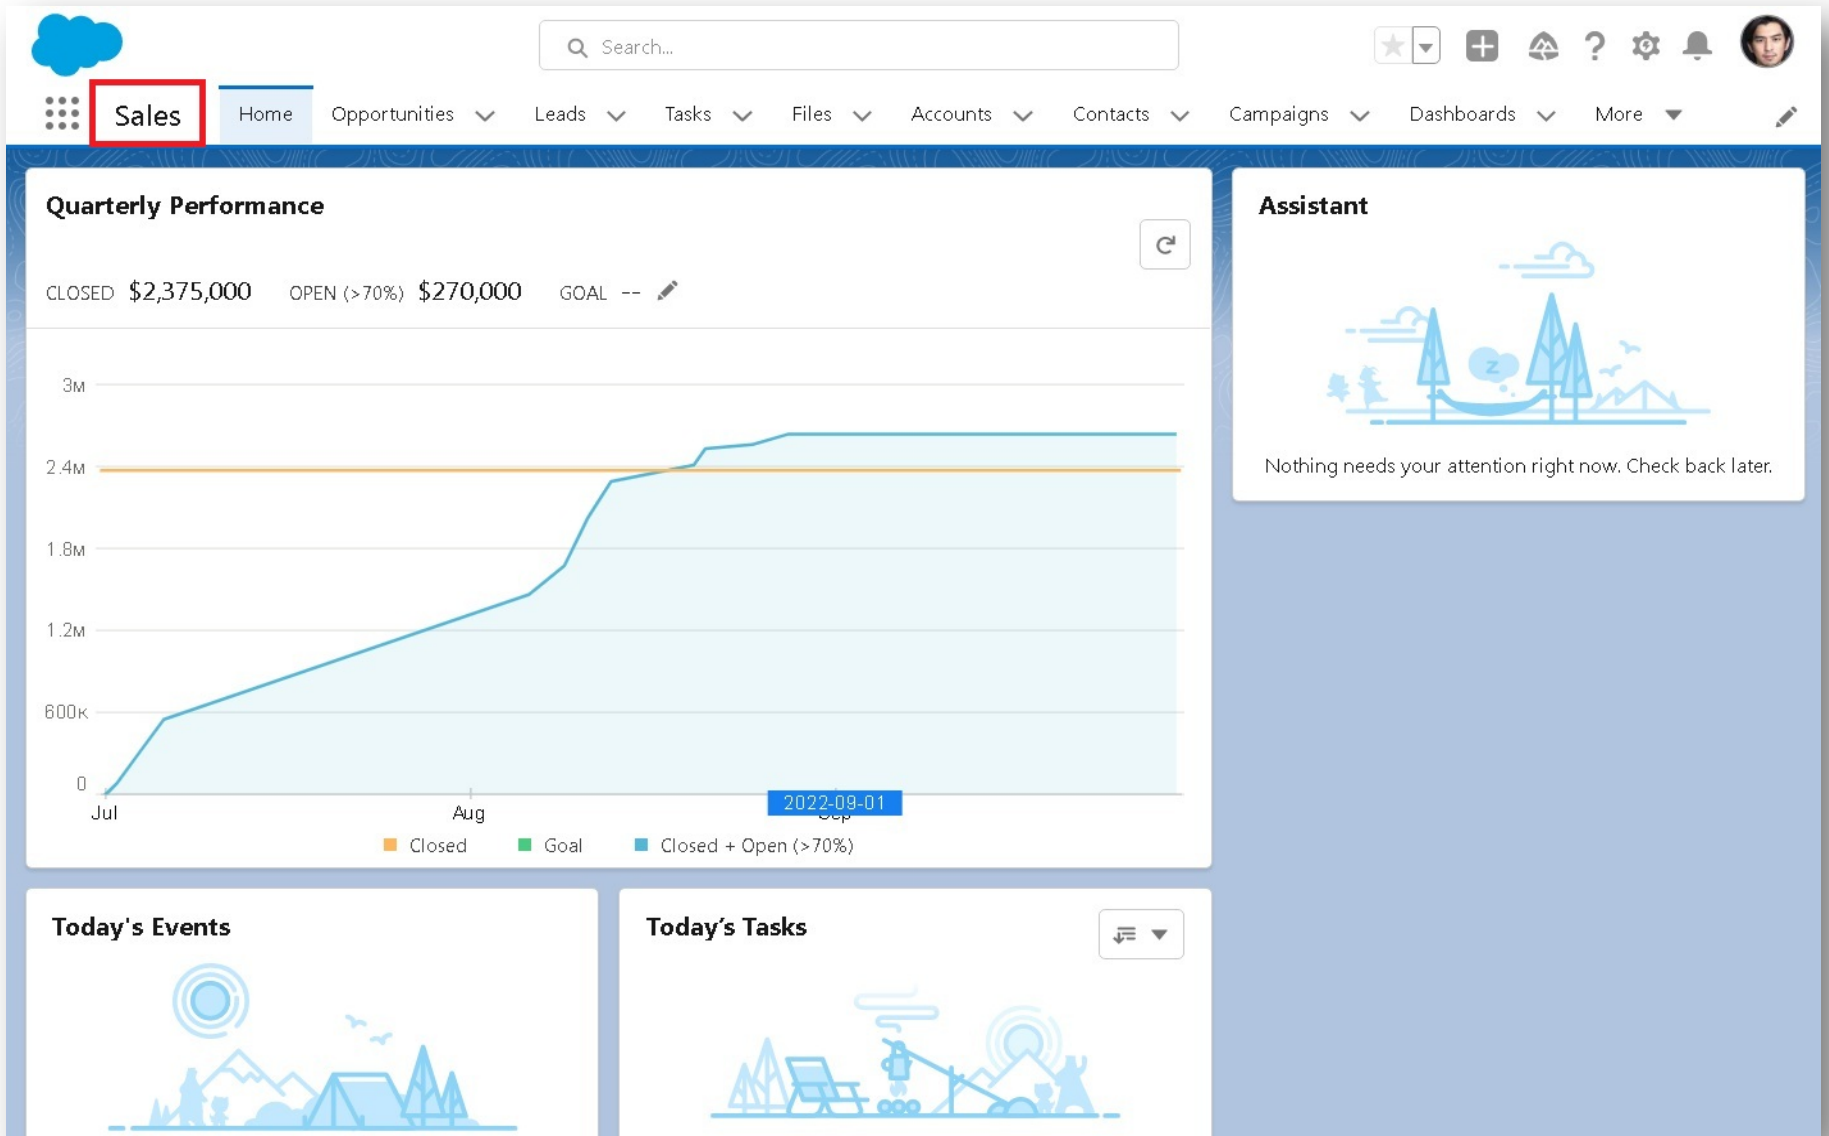 Search...
Sales
Home
Opportunities
Leads
Tasks
Files
Accounts
Contacts
Campaigns
Dashboards
More
Quarterly Performance
CLOSED $2,375,000 OPEN (>70%) $270,000 GOAL --
3M
2.4M
1.8M
1.2M
600K
0
Jul
Aug
2022-09-01
Sep
Closed
Goal
Closed + Open (>70%)
Assistant
z
Nothing needs your attention right now. Check back later.
Today's Events
Today’s Tasks